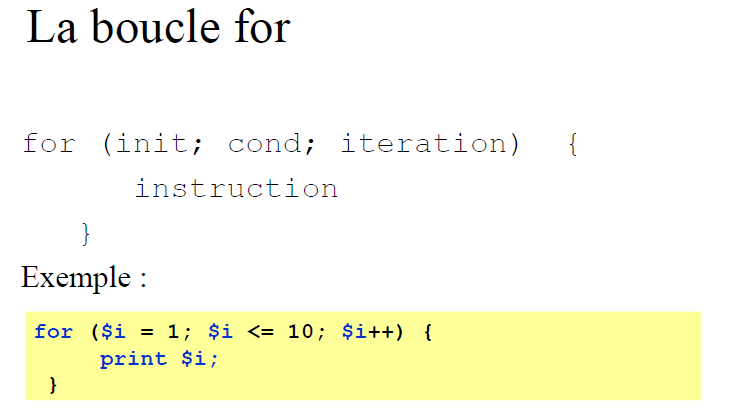 La boucle for
for (init; cond; iteration) {
instruction
}
Exemple :
for ($i = 1; $i <= 10; $i++) {
print $i;
}